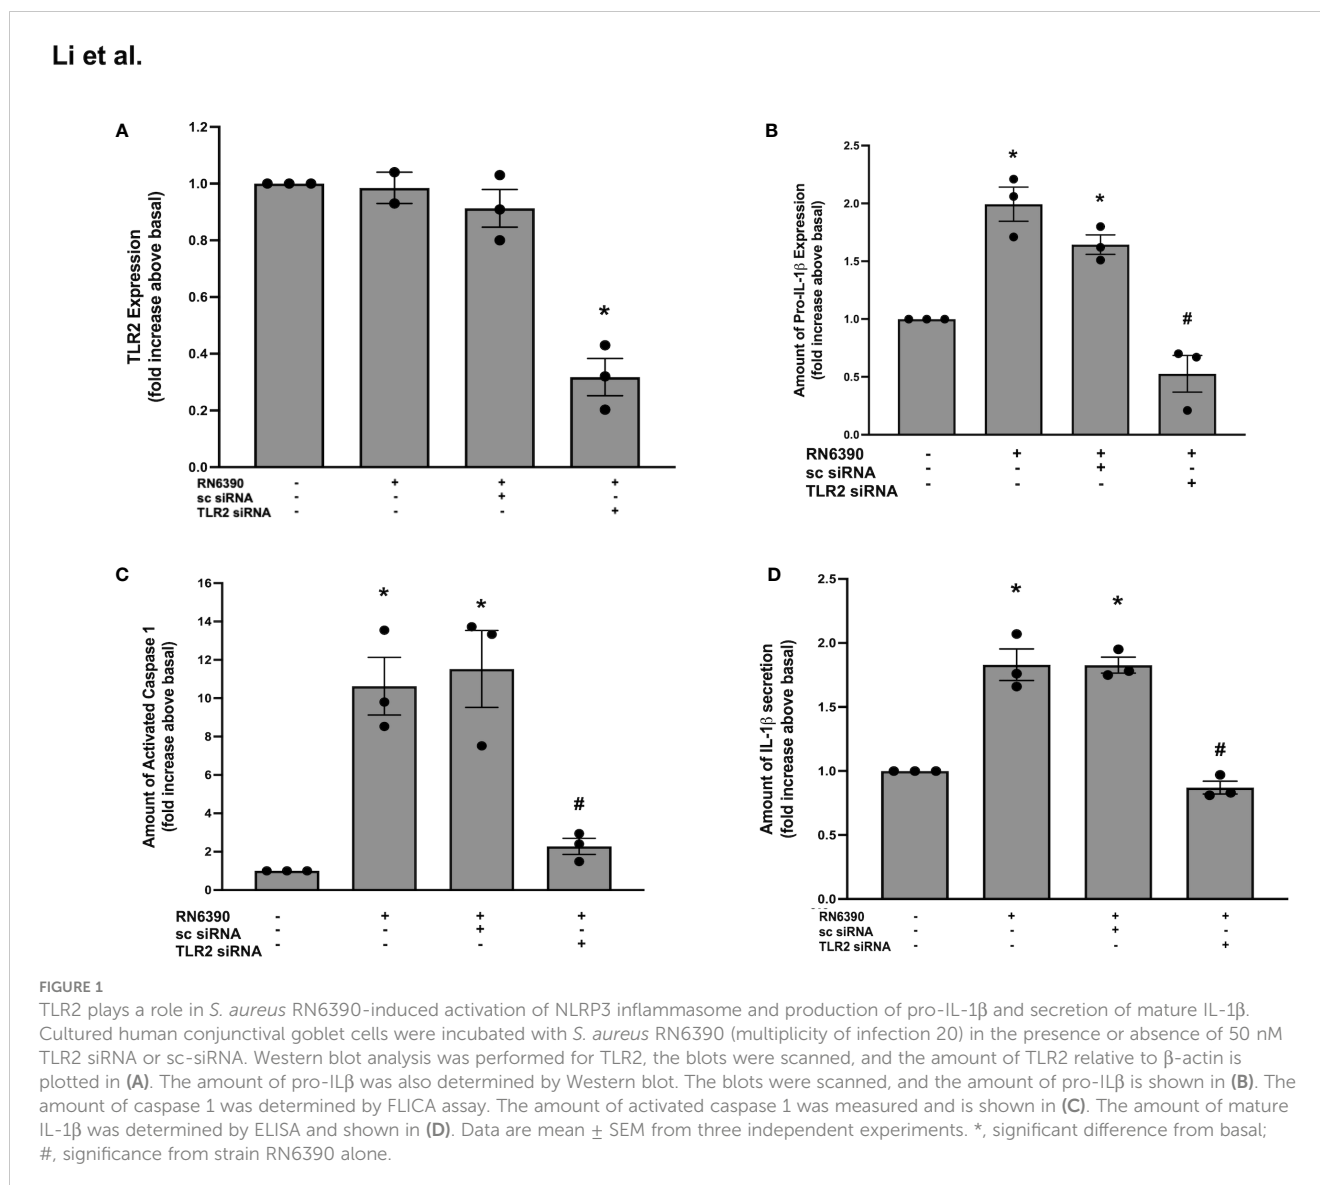 Li et al.
A
TLR2 Expression
(fold increase above basal)
1.2
1.0
0.8
0.6
0.4
0.2
0.0
*
RN6390 - + + +
sc siRNA - - + -
TLR2 siRNA - - - +
B
Amount of Pro-IL-1β Expression
(fold increase above basal)
2.5
2.0
1.5
1.0
0.5
0.0
* * #
RN6390 - + + +
sc siRNA - - + -
TLR2 siRNA - - - +
C
Amount of Activated Caspase 1
(fold increase above basal)
16
14
12
10
8
6
4
2
0
* * #
RN6390 - + + +
sc siRNA - - + -
TLR2 siRNA - - - +
D
Amount of IL-1β secretion
(fold increase above basal)
2.5
2.0
1.5
1.0
0.5
0.0
* * #
RN6390 - + + +
sc siRNA - - + -
TLR2 siRNA - - - +
FIGURE 1
TLR2 plays a role in S. aureus RN6390-induced activation of NLRP3 inflammasome and production of pro-IL-1β and secretion of mature IL-1β.
Cultured human conjunctival goblet cells were incubated with S. aureus RN6390 (multiplicity of infection 20) in the presence or absence of 50 nM
TLR2 siRNA or sc-siRNA. Western blot analysis was performed for TLR2, the blots were scanned, and the amount of TLR2 relative to β-actin is
plotted in (A). The amount of pro-ILβ was also determined by Western blot. The blots were scanned, and the amount of pro-ILβ is shown in (B). The
amount of caspase 1 was determined by FLICA assay. The amount of activated caspase 1 was measured and is shown in (C). The amount of mature
IL-1β was determined by ELISA and shown in (D). Data are mean ± SEM from three independent experiments. *, significant difference from basal;
#, significance from strain RN6390 alone.